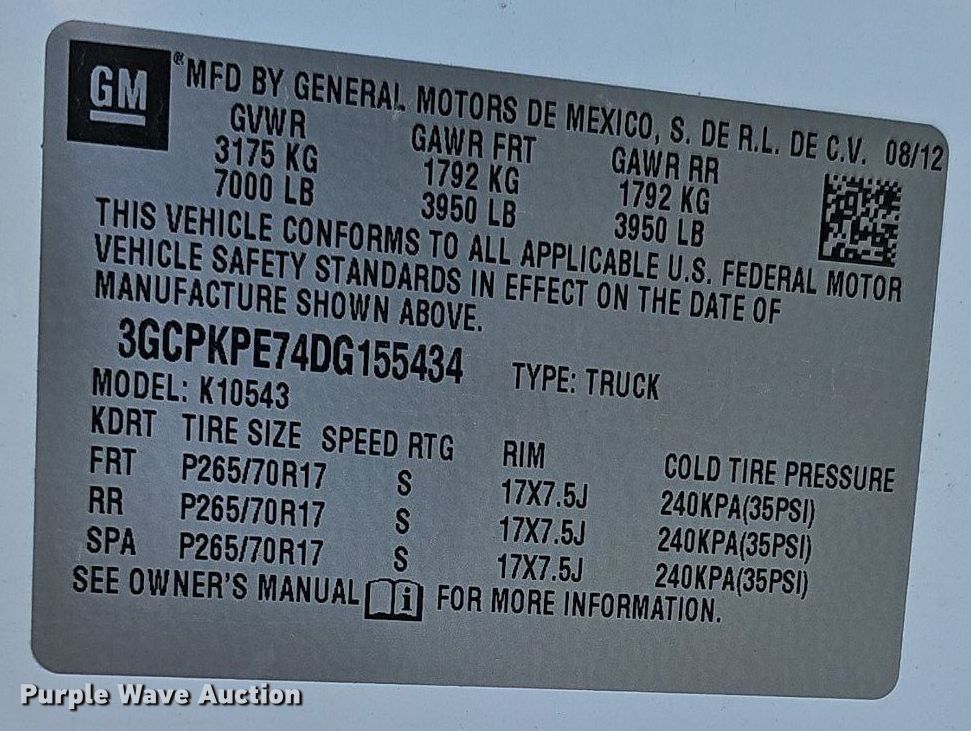 GM ® MFD BY GENERAL MOTORS DE MEXICO, S. DE R.L. DE C.V. 08/12
GVWR GAWR FRT GAWR RR
3175 KG 1792 KG 1792 KG
7000 LB 3950 LB 3950 LB
THIS VEHICLE CONFORMS TO ALL APPLICABLE U.S. FEDERAL MOTOR
VEHICLE SAFETY STANDARDS IN EFFECT ON THE DATE OF
MANUFACTURE SHOWN ABOVE.
3GCPKPE74DG155434 TYPE: TRUCK
MODEL: K10543
KDRT TIRE SIZE SPEED RTG RIM COLD TIRE PRESSURE
FRT P265/70R17 S 17X7.5J 240KPA(35PSI)
RR P265/70R17 S 17X7.5J 240KPA(35PSI)
SPA P265/70R17 S 17X7.5J 240KPA(35PSI)
SEE OWNER'S MANUAL i FOR MORE INFORMATION.
Purple Wave Auction